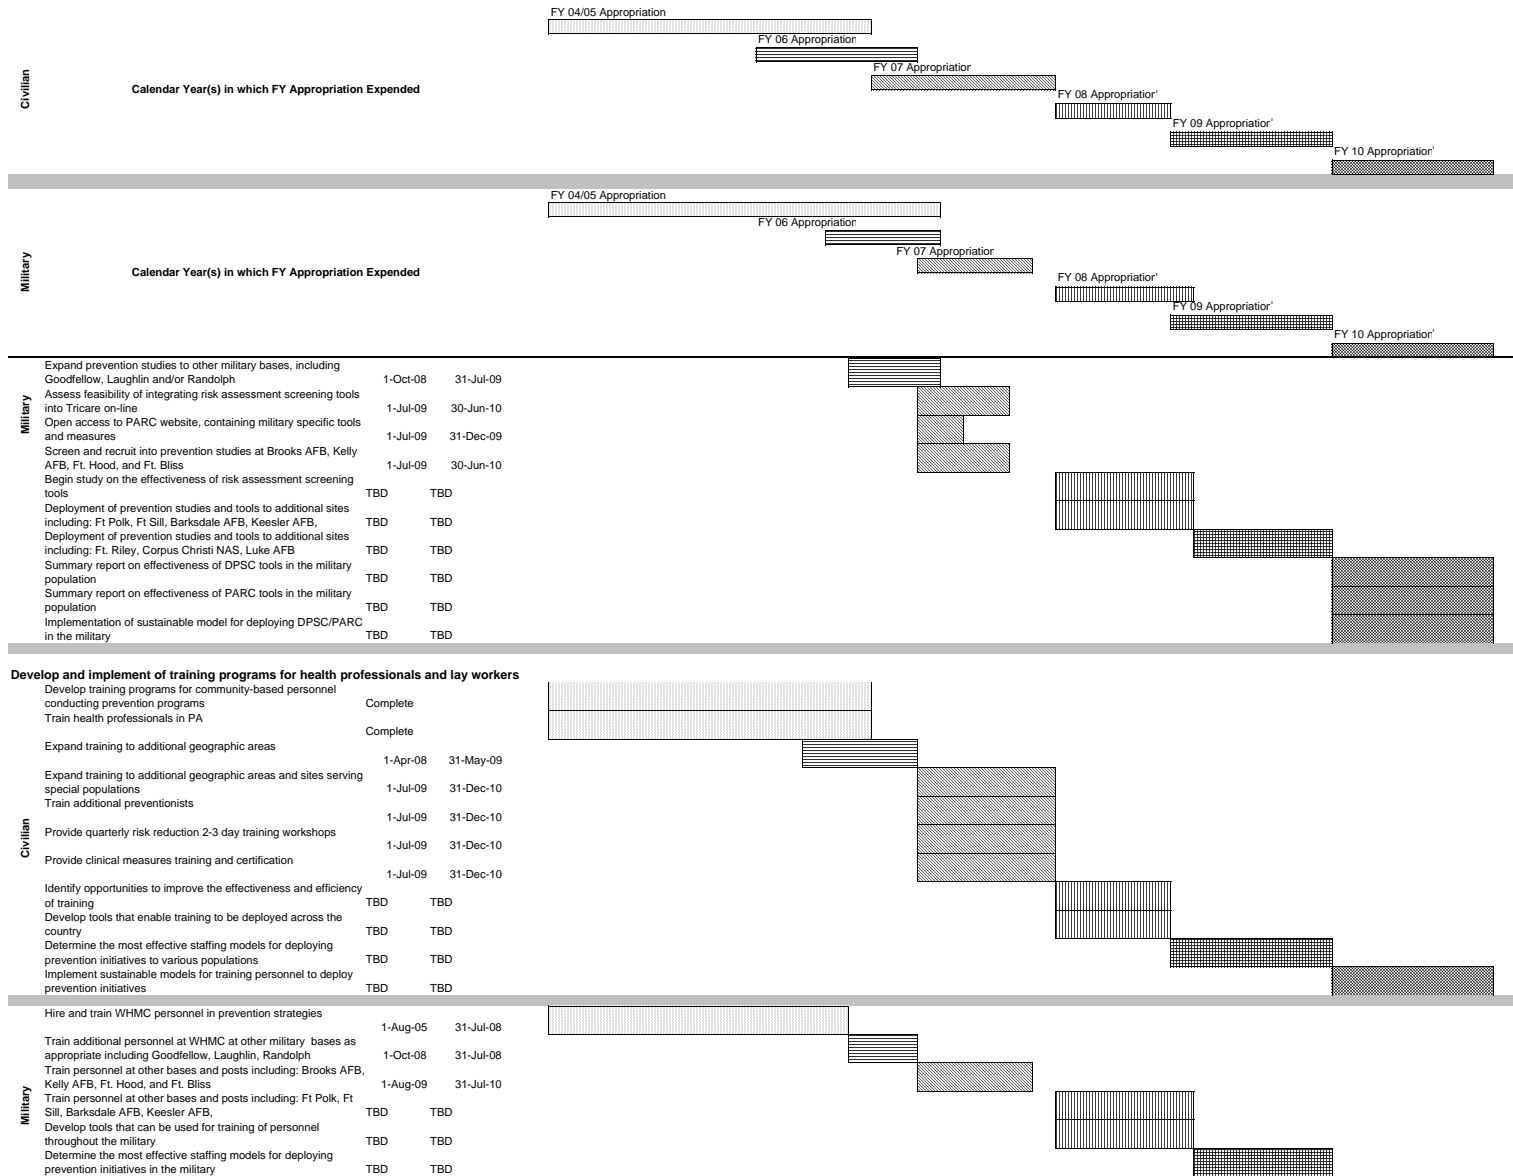 FY 04/05 Appropriation
FY 06 Appropriation
FY 07 Appropriation
Civilian
Calendar Year(s) in which FY Appropriation Expended
FY 08 Appropriation
FY 09 Appropriation
FY 10 Appropriation
FY 04/05 Appropriation
FY 06 Appropriation
FY 07 Appropriation
Military
Calendar Year(s) in which FY Appropriation Expended
FY 08 Appropriation
FY 09 Appropriation
FY 10 Appropriation
Military
Expand prevention studies to other military bases, including
Goodfellow, Laughlin and/or Randolph 1-Oct-08 31-Jul-09
Assess feasibility of integrating risk assessment screening tools
into Tricare on-line 1-Jul-09 30-Jun-10
Open access to PARC website, containing military specific tools
and measures 1-Jul-09 31-Dec-09
Screen and recruit into prevention studies at Brooks AFB, Kelly
AFB, Ft. Hood, and Ft. Bliss 1-Jul-09 30-Jun-10
Begin study on the effectiveness of risk assessment screening
tools TBD TBD
Deployment of prevention studies and tools to additional sites
including: Ft Polk, Ft Sill, Barksdale AFB, Keesler AFB, TBD TBD
Deployment of prevention studies and tools to additional sites
including: Ft. Riley, Corpus Christi NAS, Luke AFB TBD TBD
Summary report on effectiveness of DPSC tools in the military
population TBD TBD
Summary report on effectiveness of PARC tools in the military
population TBD TBD
Implementation of sustainable model for deploying DPSC/PARC
in the military TBD TBD
Develop and implement of training programs for health professionals and lay workers
Civilian
Develop training programs for community-based personnel
conducting prevention programs Complete
Train health professionals in PA
Complete
Expand training to additional geographic areas
1-Apr-08 31-May-09
Expand training to additional geographic areas and sites serving
special populations 1-Jul-09 31-Dec-10
Train additional preventionists
1-Jul-09 31-Dec-10
Provide quarterly risk reduction 2-3 day training workshops
1-Jul-09 31-Dec-10
Provide clinical measures training and certification
1-Jul-09 31-Dec-10
Identify opportunities to improve the effectiveness and efficiency
of training TBD TBD
Develop tools that enable training to be deployed across the
country TBD TBD
Determine the most effective staffing models for deploying
prevention initiatives to various populations TBD TBD
Implement sustainable models for training personnel to deploy
prevention initiatives TBD TBD
Military
Hire and train WHMC personnel in prevention strategies
1-Aug-05 31-Jul-08
Train additional personnel at WHMC at other military bases as
appropriate including Goodfellow, Laughlin, Randolph 1-Oct-08 31-Jul-08
Train personnel at other bases and posts including: Brooks AFB,
Kelly AFB, Ft. Hood, and Ft. Bliss 1-Aug-09 31-Jul-10
Train personnel at other bases and posts including: Ft Polk, Ft
Sill, Barksdale AFB, Keesler AFB, TBD TBD
Develop tools that can be used for training of personnel
throughout the military TBD TBD
Determine the most effective staffing models for deploying
prevention initiatives in the military TBD TBD